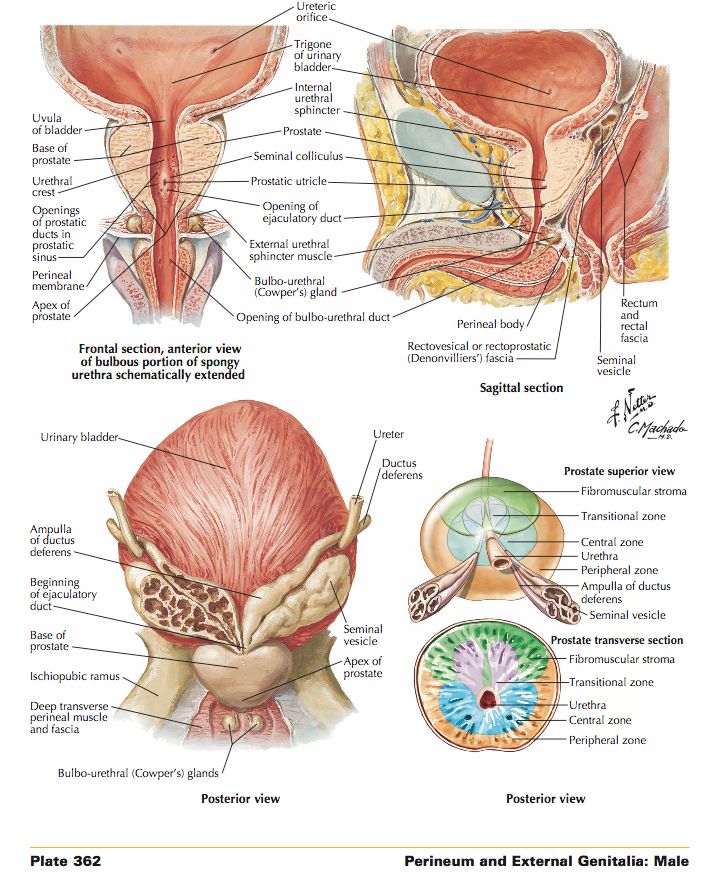 Ureteric
orifice
Trigone
of urinary
bladder
Internal
urethral
sphincter
Uvula
of bladder
Prostate
Base of
prostate
Seminal colliculus
Urethral
crest
Prostatic utricle
Openings
of prostatic
ducts in
prostatic
sinus
Opening of
ejaculatory duct
External urethral
sphincter muscle
Perineal
membrane
Bulbo-urethral
(Cowper's) gland
Apex of
prostate
Opening of bulbo-urethral duct
Perineal body
Rectum
and
rectal
fascia
Rectovesical or rectoprostatic
(Denonvilliers') fascia
Seminal
vesicle
Frontal section, anterior view
of bulbous portion of spongy
urethra schematically extended
Sagittal section
F. Netter
M.D.
C. Machado
M.D.
Urinary bladder
Ureter
Ductus
deferens
Ampulla
of ductus
deferens
Beginning
of ejaculatory
duct
Base of
prostate
Seminal
vesicle
Apex of
prostate
Ischiopubic ramus
Deep transverse
perineal muscle
and fascia
Bulbo-urethral (Cowper's) glands
Posterior view
Prostate superior view
Fibromuscular stroma
Transitional zone
Central zone
Urethra
Peripheral zone
Ampulla of ductus
deferens
Seminal vesicle
Prostate transverse section
Fibromuscular stroma
Transitional zone
Urethra
Central zone
Peripheral zone
Posterior view
Plate 362
Perineum and External Genitalia: Male